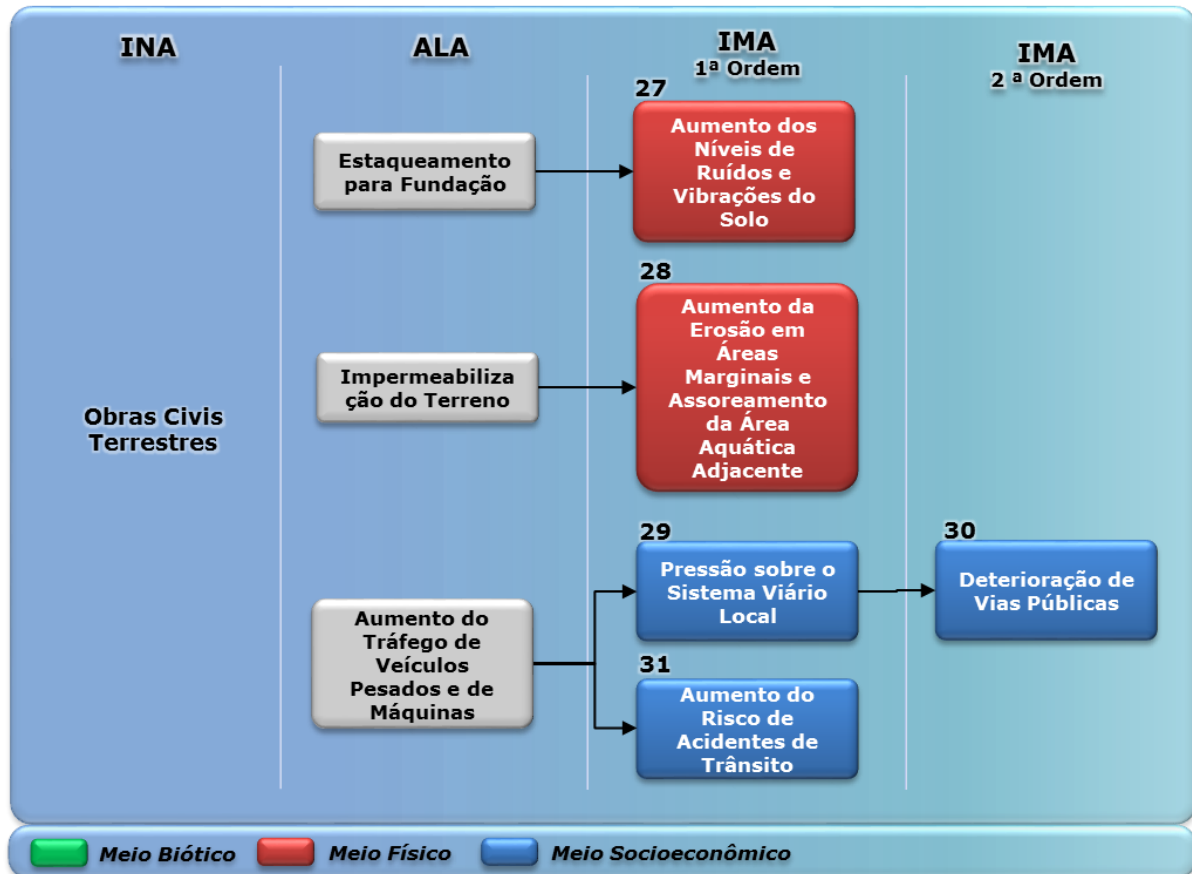 INA
ALA
IMA
1ª Ordem
IMA
2 ª Ordem
Obras Civis
Terrestres
Estaqueamento
para Fundação
27
Aumento dos
Níveis de
Ruídos e
Vibrações do
Solo
Impermeabiliza
ção do Terreno
28
Aumento da
Erosão em
Áreas
Marginais e
Assoreamento
da Área
Aquática
Adjacente
Aumento do
Tráfego de
Veículos
Pesados e de
Máquinas
29
Pressão sobre o
Sistema Viário
Local
30
Deterioração de
Vias Públicas
31
Aumento do
Risco de
Acidentes de
Trânsito
Meio Biótico
Meio Físico
Meio Socioeconômico